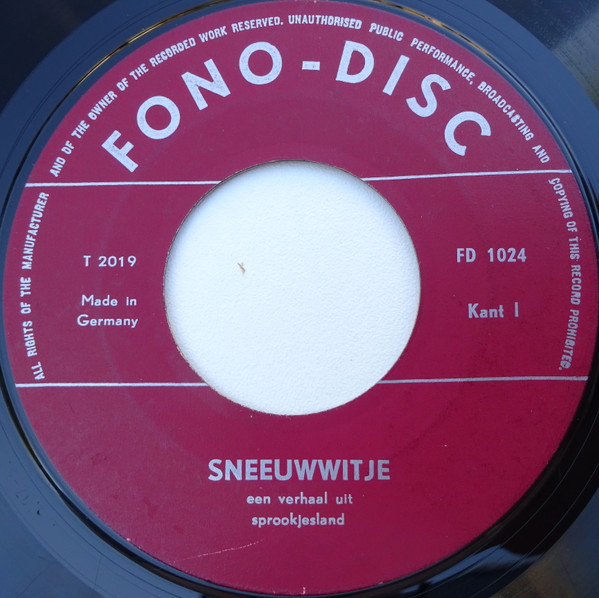 ALL RIGHTS OF THE MANUFACTURER AND OF THE OWNER OF THE RECORDED WORK RESERVED. UNAUTHORISED PUBLIC PERFORMANCE, BROADCASTING AND COPYING OF THIS RECORD PROHIBITED.
FONO-DISC
T 2019
Made in
Germany
FD 1024
Kant I
SNEEUWWITJE
een verhaal uit
sprookjesland